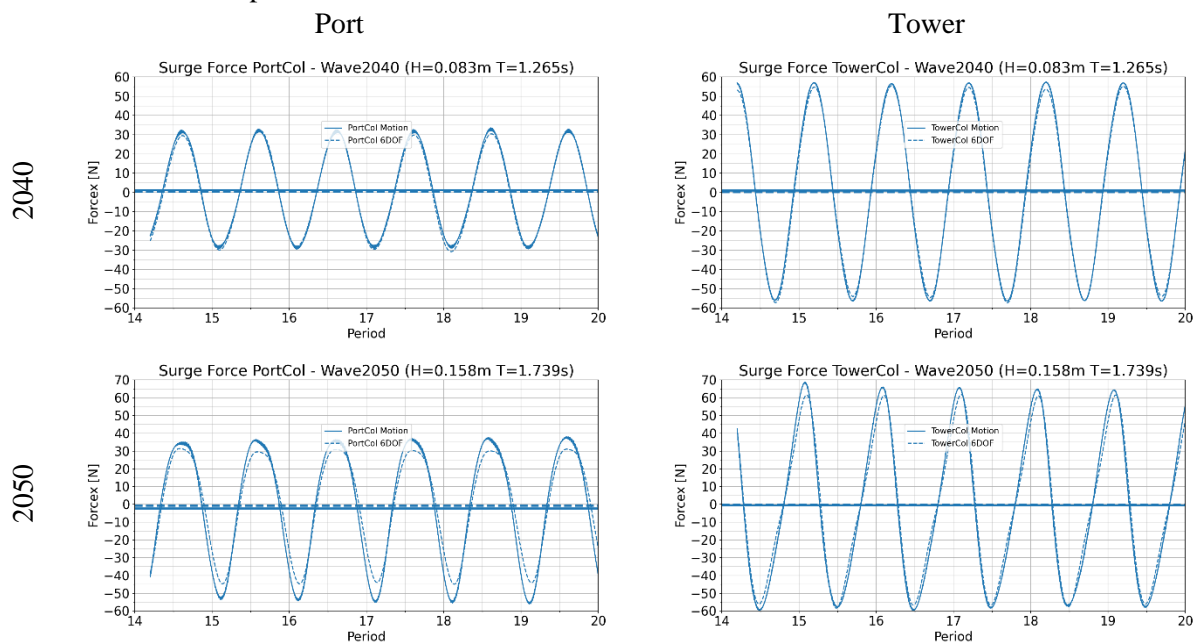 Port
Tower
2040
Surge Force PortCol - Wave2040 (H=0.083m T=1.265s)
Forcex [N]
60
50
40
30
20
10
0
−10
−20
−30
−40
−50
−60
PortCol Motion
PortCol 6DOF
14 15 16 17 18 19 20
Period
Surge Force TowerCol - Wave2040 (H=0.083m T=1.265s)
Forcex [N]
60
50
40
30
20
10
0
−10
−20
−30
−40
−50
−60
TowerCol Motion
TowerCol 6DOF
14 15 16 17 18 19 20
Period
2050
Surge Force PortCol - Wave2050 (H=0.158m T=1.739s)
Forcex [N]
70
60
50
40
30
20
10
0
−10
−20
−30
−40
−50
−60
PortCol Motion
PortCol 6DOF
14 15 16 17 18 19 20
Period
Surge Force TowerCol - Wave2050 (H=0.158m T=1.739s)
Forcex [N]
70
60
50
40
30
20
10
0
−10
−20
−30
−40
−50
−60
TowerCol Motion
TowerCol 6DOF
14 15 16 17 18 19 20
Period